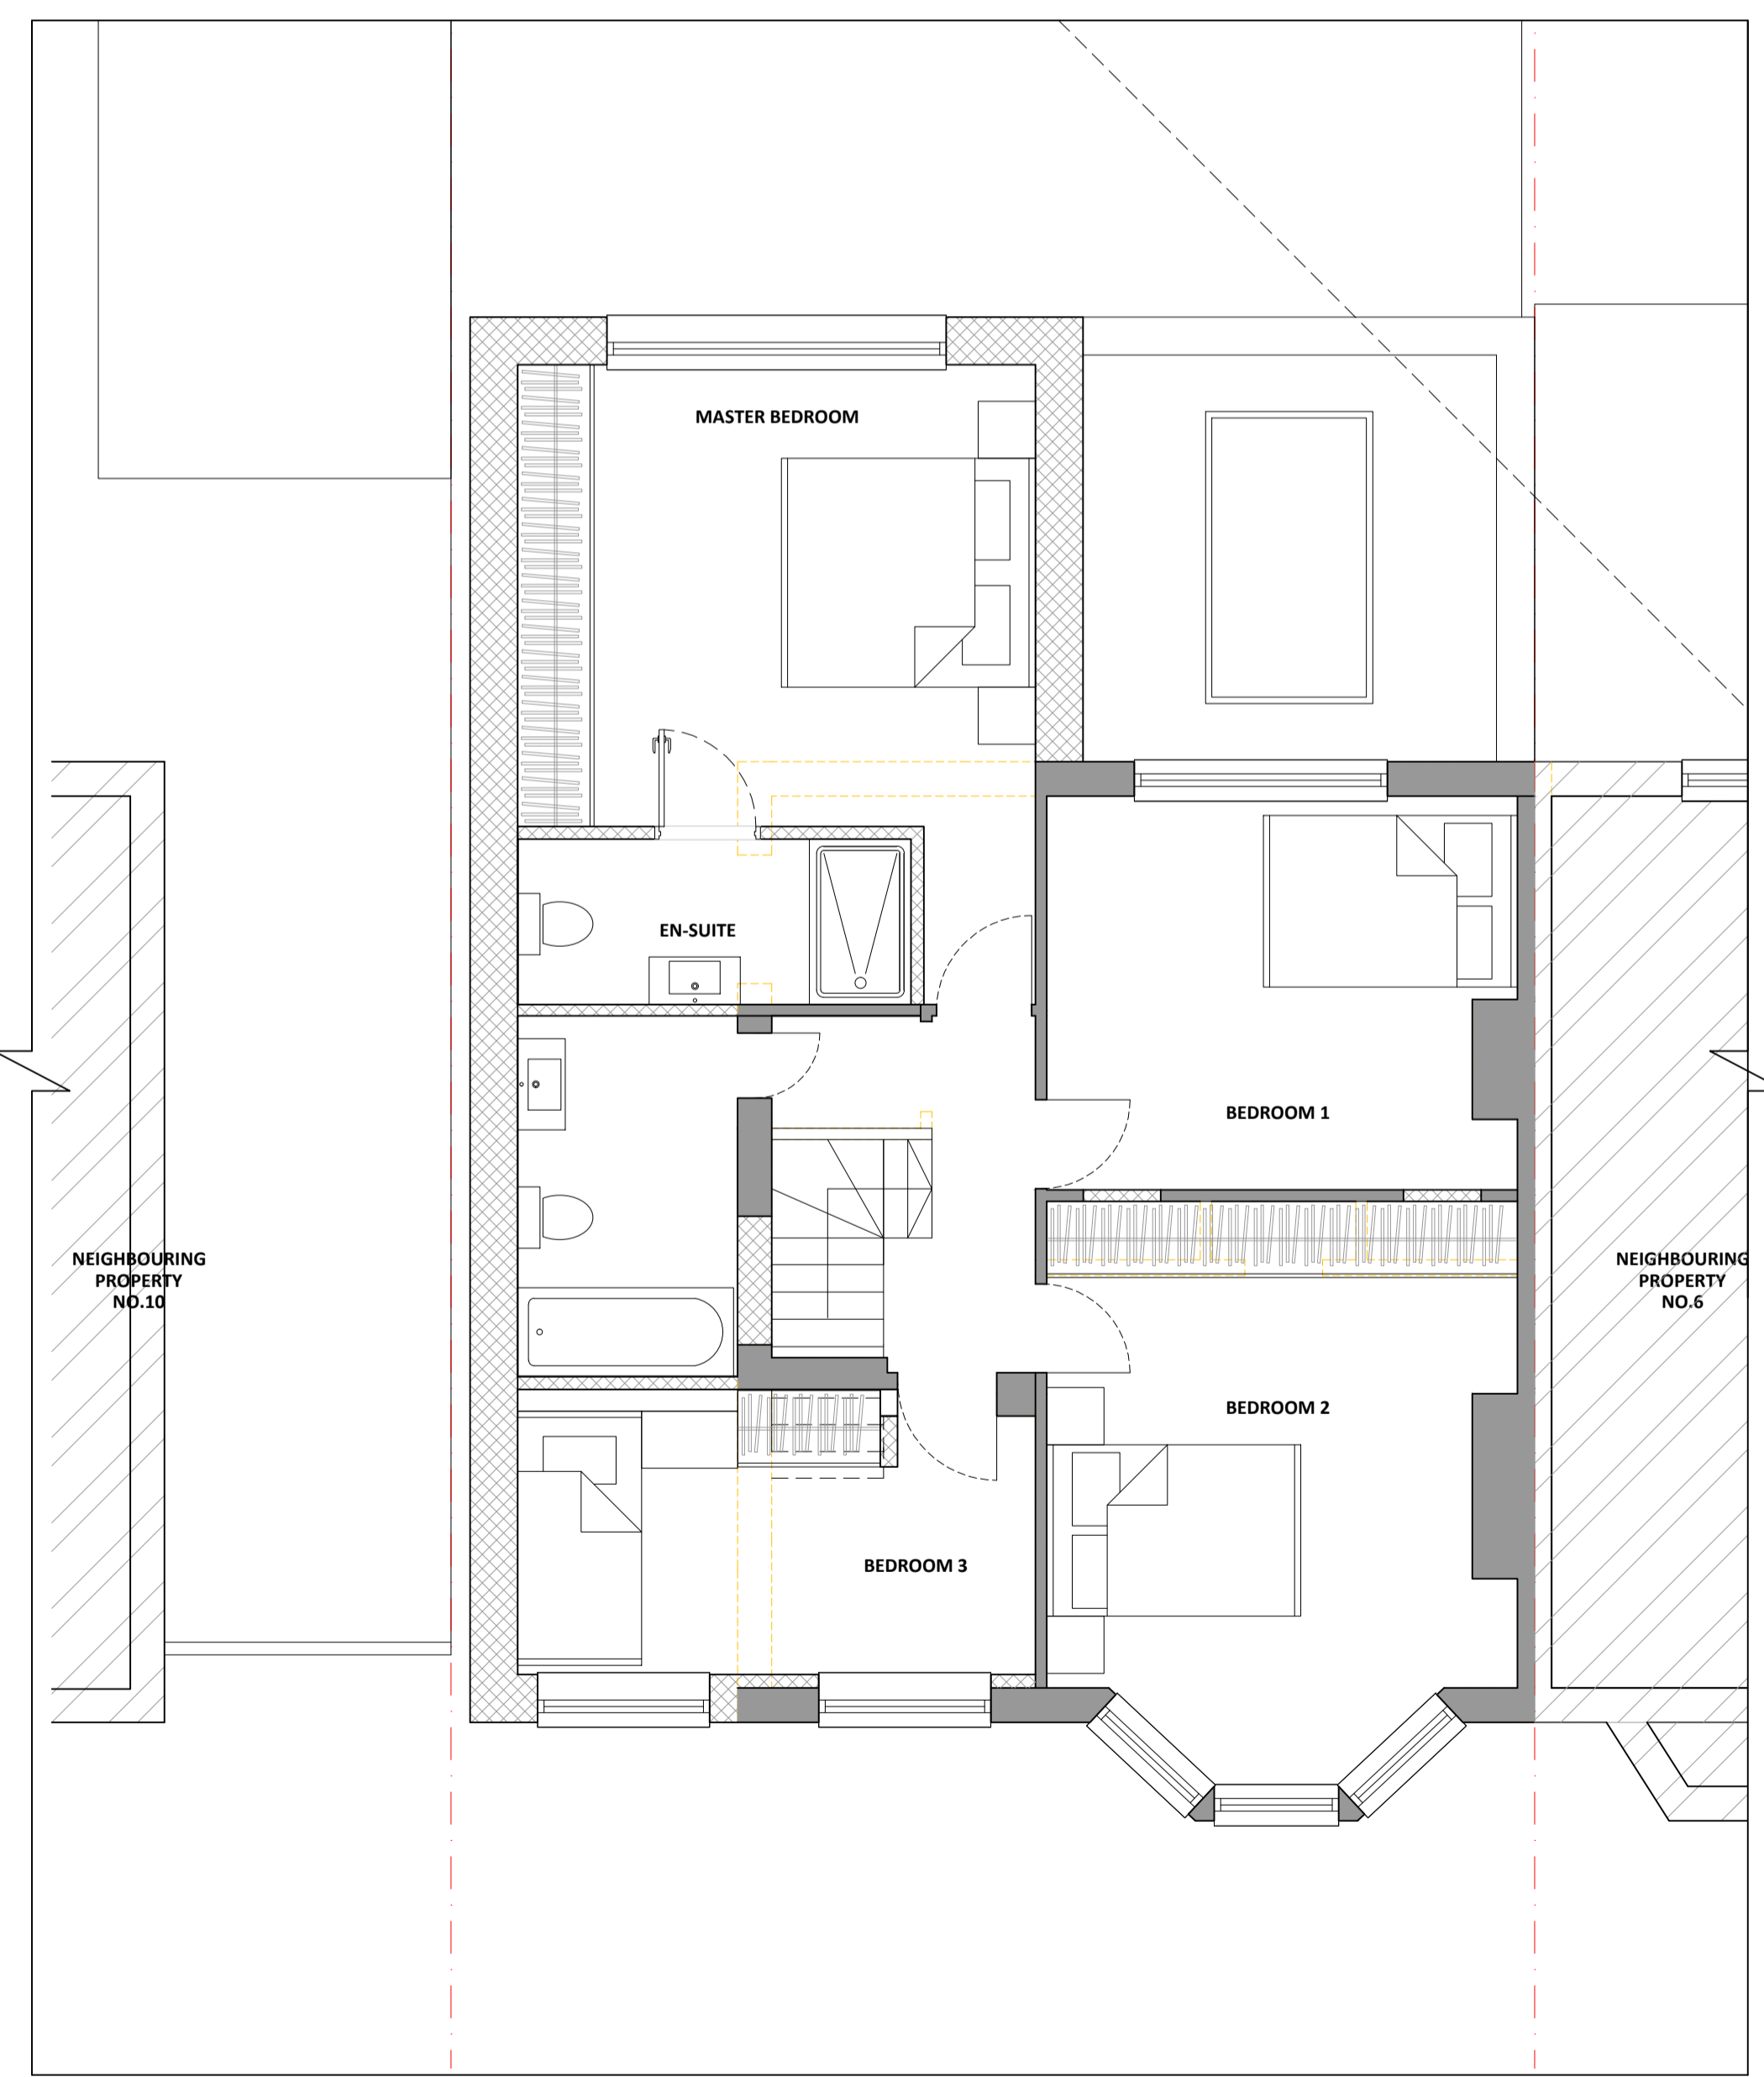 MASTER BEDROOM
EN-SUITE
BEDROOM 1
NEIGHBOURING
PROPERTY
NO.10
NEIGHBOURING
PROPERTY
NO.6
BEDROOM 2
BEDROOM 3